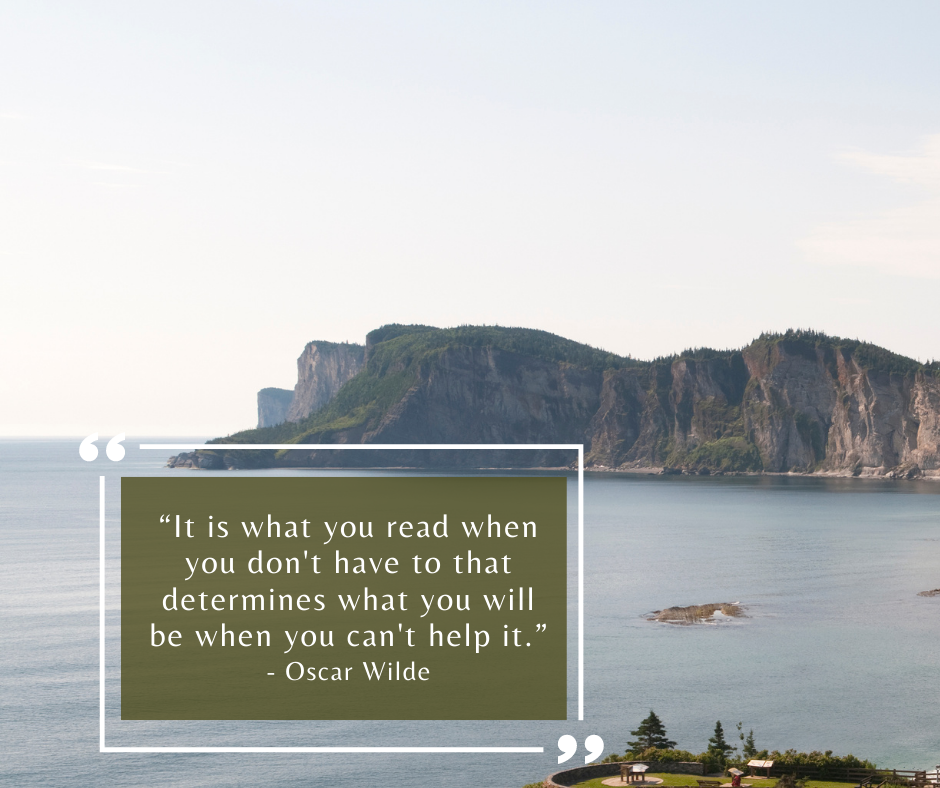 “It is what you read when
you don't have to that
determines what you will
be when you can't help it.”
- Oscar Wilde